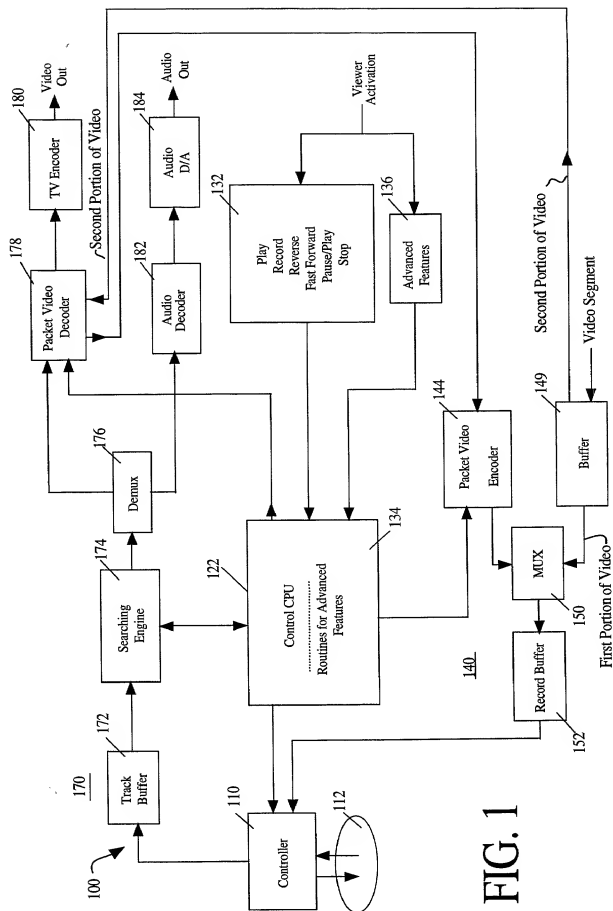 100
170
172
Track
Buffer
174
Searching
Engine
176
Demux
178
Packet Video
Decoder
180
TV Encoder
Video
Out
Second Portion of Video
182
Audio Decoder
184
Audio
D/A
Audio
Out
110
Controller
112
122
Control CPU
Routines for Advanced
Features
134
132
Play
Record
Reverse
Fast Forward
Pause/Play
Stop
136
Advanced
Features
Viewer
Activation
140
144
Packet Video
Encoder
149
Buffer
Second Portion of Video
Video Segment
MUX
150
Record Buffer
152
First Portion of Video
FIG. 1